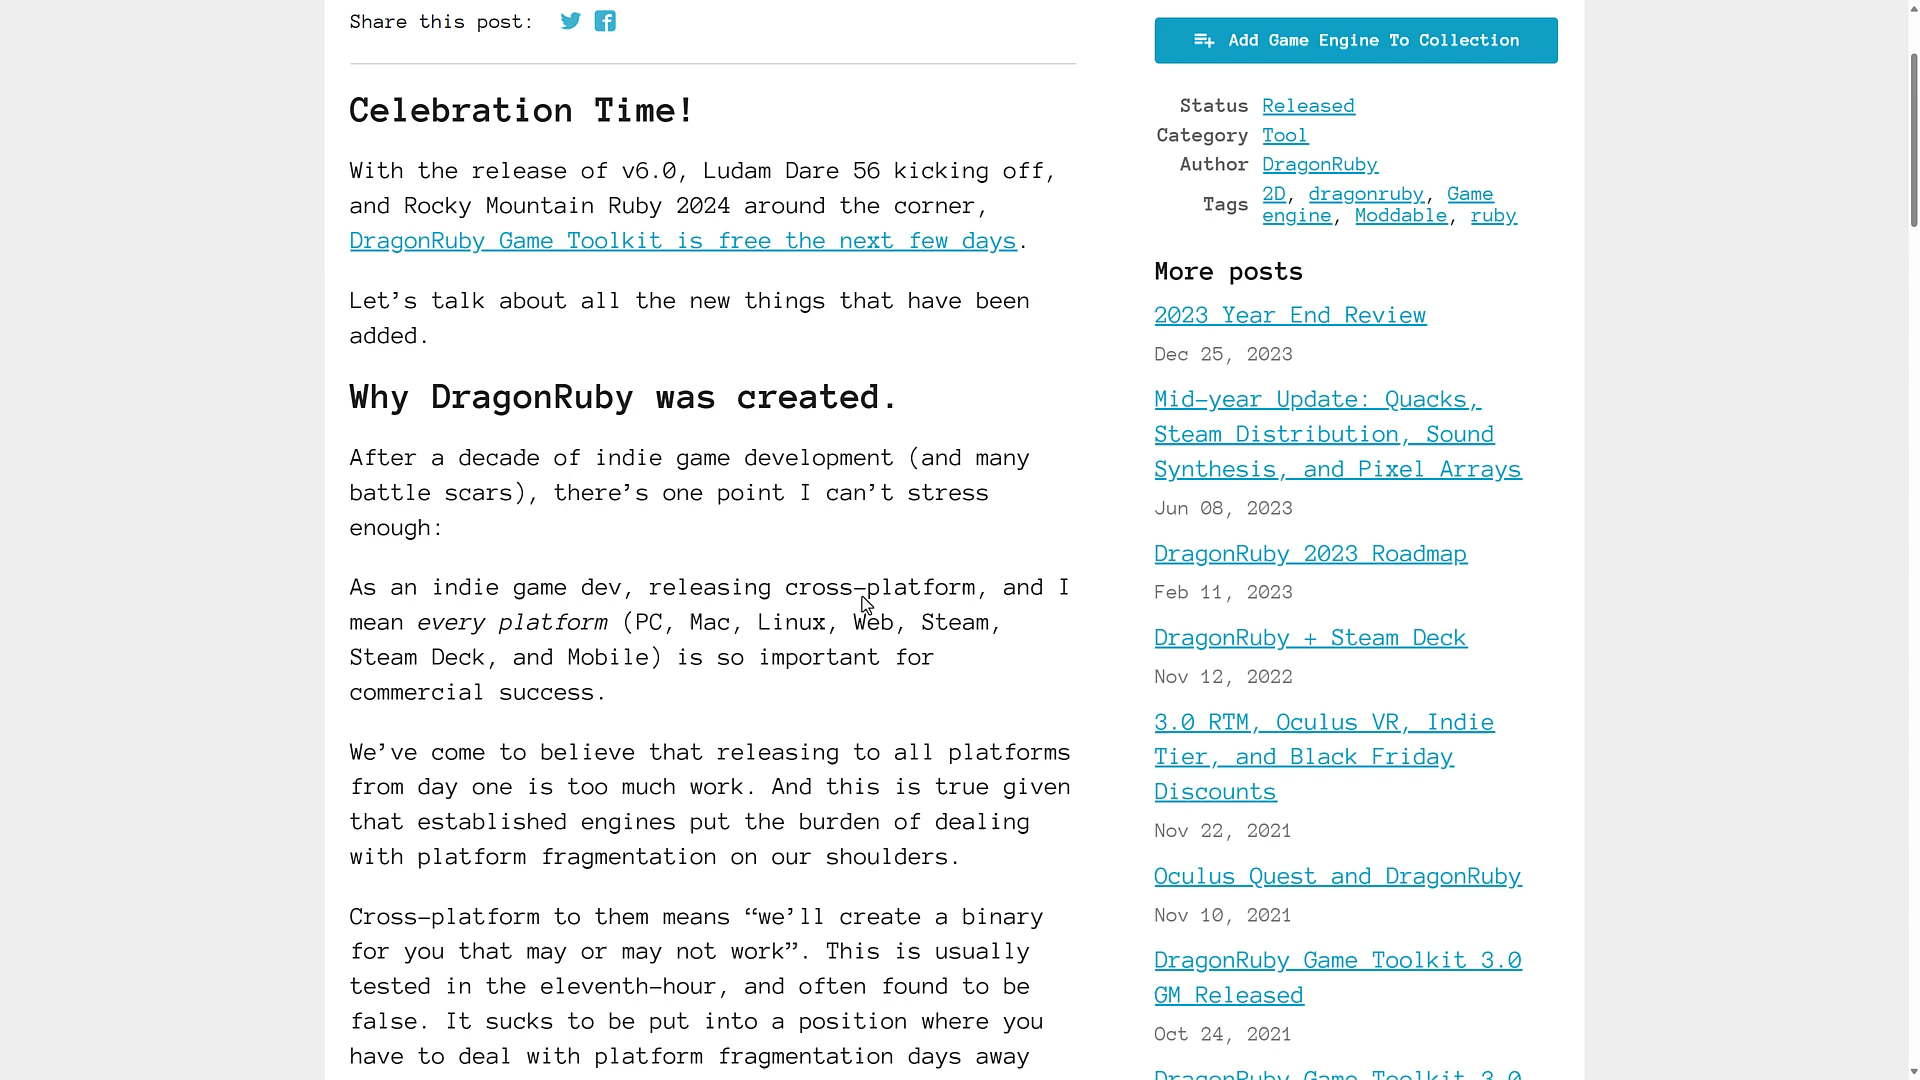 Share this post:
Celebration Time!
With the release of v6.0, Ludam Dare 56 kicking off,
and Rocky Mountain Ruby 2024 around the corner,
DragonRuby Game Toolkit is free the next few days.
Let’s talk about all the new things that have been
added.
Why DragonRuby was created.
After a decade of indie game development (and many
battle scars), there’s one point I can’t stress
enough:
As an indie game dev, releasing cross-platform, and I
mean every platform (PC, Mac, Linux, Web, Steam,
Steam Deck, and Mobile) is so important for
commercial success.
We’ve come to believe that releasing to all platforms
from day one is too much work. And this is true given
that established engines put the burden of dealing
with platform fragmentation on our shoulders.
Cross-platform to them means “we’ll create a binary
for you that may or may not work”. This is usually
tested in the eleventh-hour, and often found to be
false. It sucks to be put into a position where you
have to deal with platform fragmentation days away
Add Game Engine To Collection
Status Released
Category Tool
Author DragonRuby
Tags 2D, dragonruby, Game
engine, Moddable, ruby
More posts
2023 Year End Review
Dec 25, 2023
Mid-year Update: Quacks,
Steam Distribution, Sound
Synthesis, and Pixel Arrays
Jun 08, 2023
DragonRuby 2023 Roadmap
Feb 11, 2023
DragonRuby + Steam Deck
Nov 12, 2022
3.0 RTM, Oculus VR, Indie
Tier, and Black Friday
Discounts
Nov 22, 2021
Oculus Quest and DragonRuby
Nov 10, 2021
DragonRuby Game Toolkit 3.0
GM Released
Oct 24, 2021
DragonRuby Game Toolkit 3.0